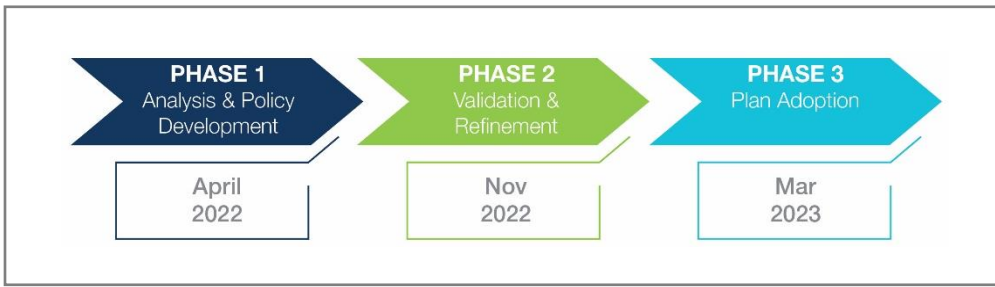 PHASE 1
Analysis & Policy
Development
PHASE 2
Validation &
Refinement
PHASE 3
Plan Adoption
April
2022
Nov
2022
Mar
2023